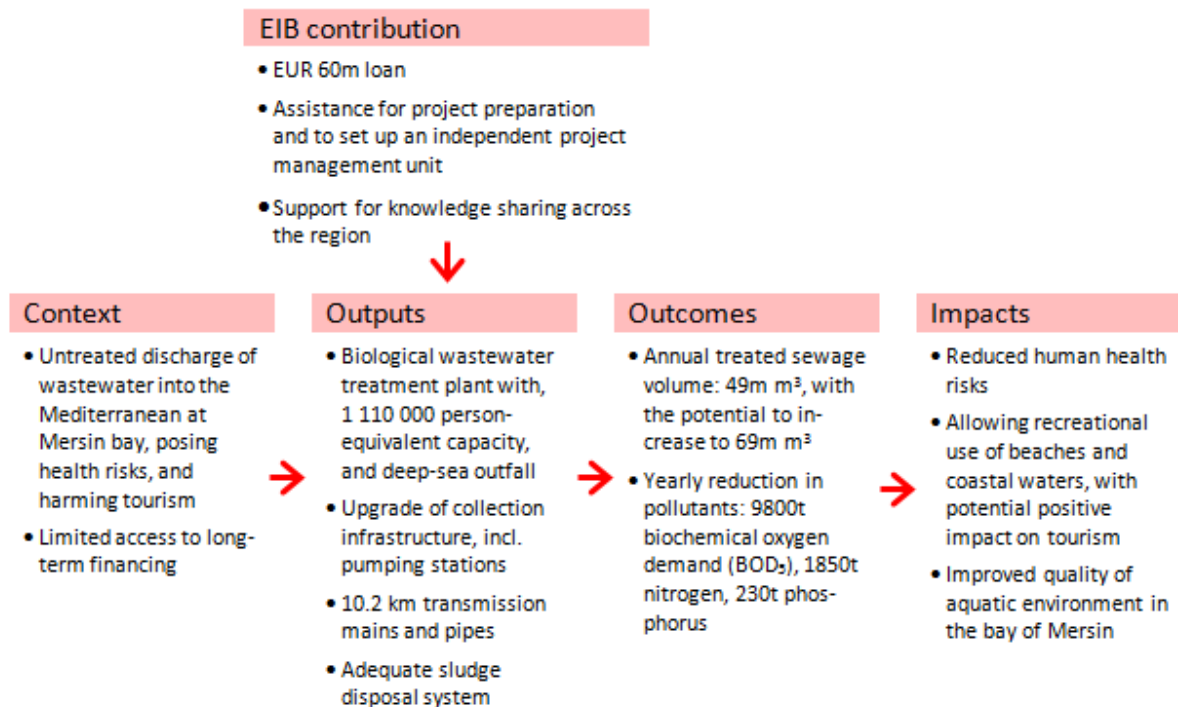 EIB contribution
• EUR 60m loan
• Assistance for project preparation
and to set up an independent project
management unit
• Support for knowledge sharing across
the region
Context
• Untreated discharge of
wastewater into the
Mediterranean at
Mersin bay, posing
health risks, and
harming tourism
• Limited access to long-
term financing
Outputs
• Biological wastewater
treatment plant with,
1 110 000 person-
equivalent capacity,
and deep-sea outfall
• Upgrade of collection
infrastructure, incl.
pumping stations
• 10.2 km transmission
mains and pipes
• Adequate sludge
disposal system
Outcomes
• Annual treated sewage
volume: 49m m³, with
the potential to in-
crease to 69m m³
• Yearly reduction in
pollutants: 9800t
biochemical oxygen
demand (BOD₅), 1850t
nitrogen, 230t phos-
phorus
Impacts
• Reduced human health
risks
• Allowing recreational
use of beaches and
coastal waters, with
potential positive
impact on tourism
• Improved quality of
aquatic environment in
the bay of Mersin